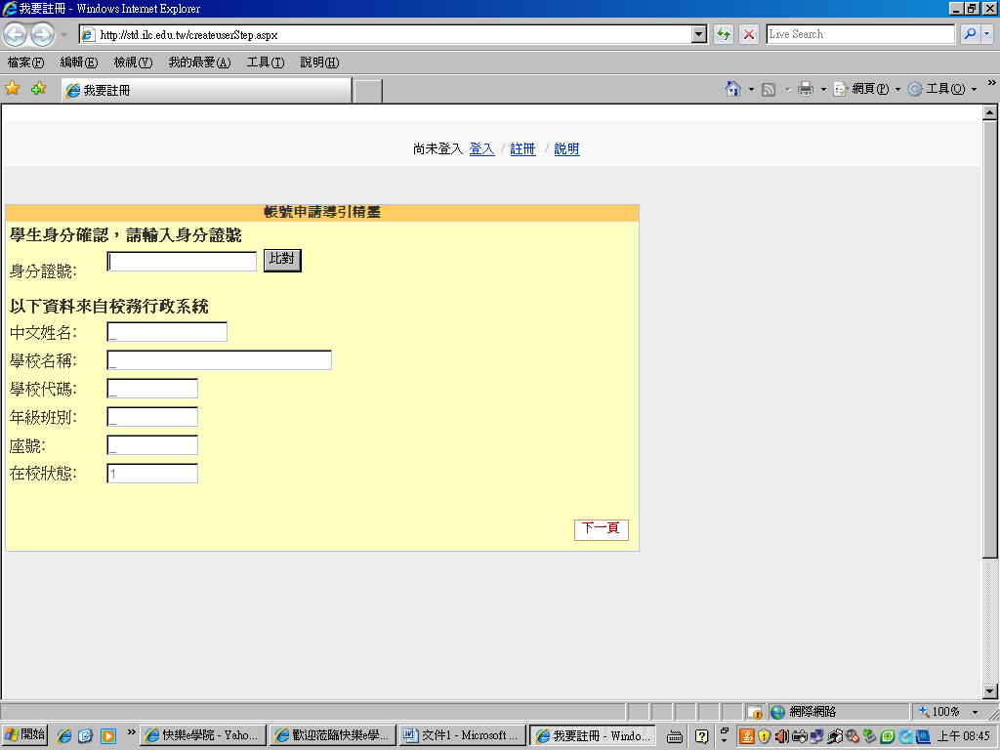 我要註冊 - Windows Internet Explorer
http://std.ilc.edu.tw/createuserStep.aspx
Live Search
檔案(F) 編輯(E) 檢視(V) 我的最愛(A) 工具(T) 說明(H)
我要註冊
網頁(P) 工具(O) »
尚未登入 登入 / 註冊 / 説明
帳號申請導引精靈
學生身分確認，請輸入身分證號
身分證號: 比對
以下資料來自校務行政系統
中文姓名: _
學校名稱: _
學校代碼: _
年級班別: _
座號: _
在校狀態: 1
下一頁
網際網路 100%
開始 » 快樂e學院 - Yaho... 歡迎蒞臨快樂e學... 文件1 - Microsoft ... 我要註冊 - Windo... 上午 08:45